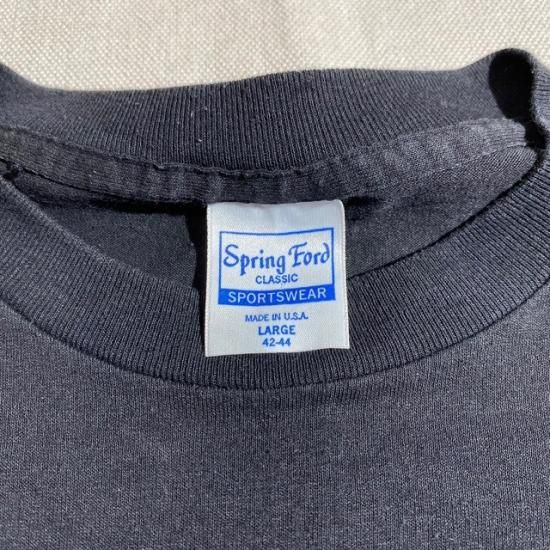 Spring Ford
CLASSIC
SPORTSWEAR
MADE IN U.S.A.
LARGE
42-44